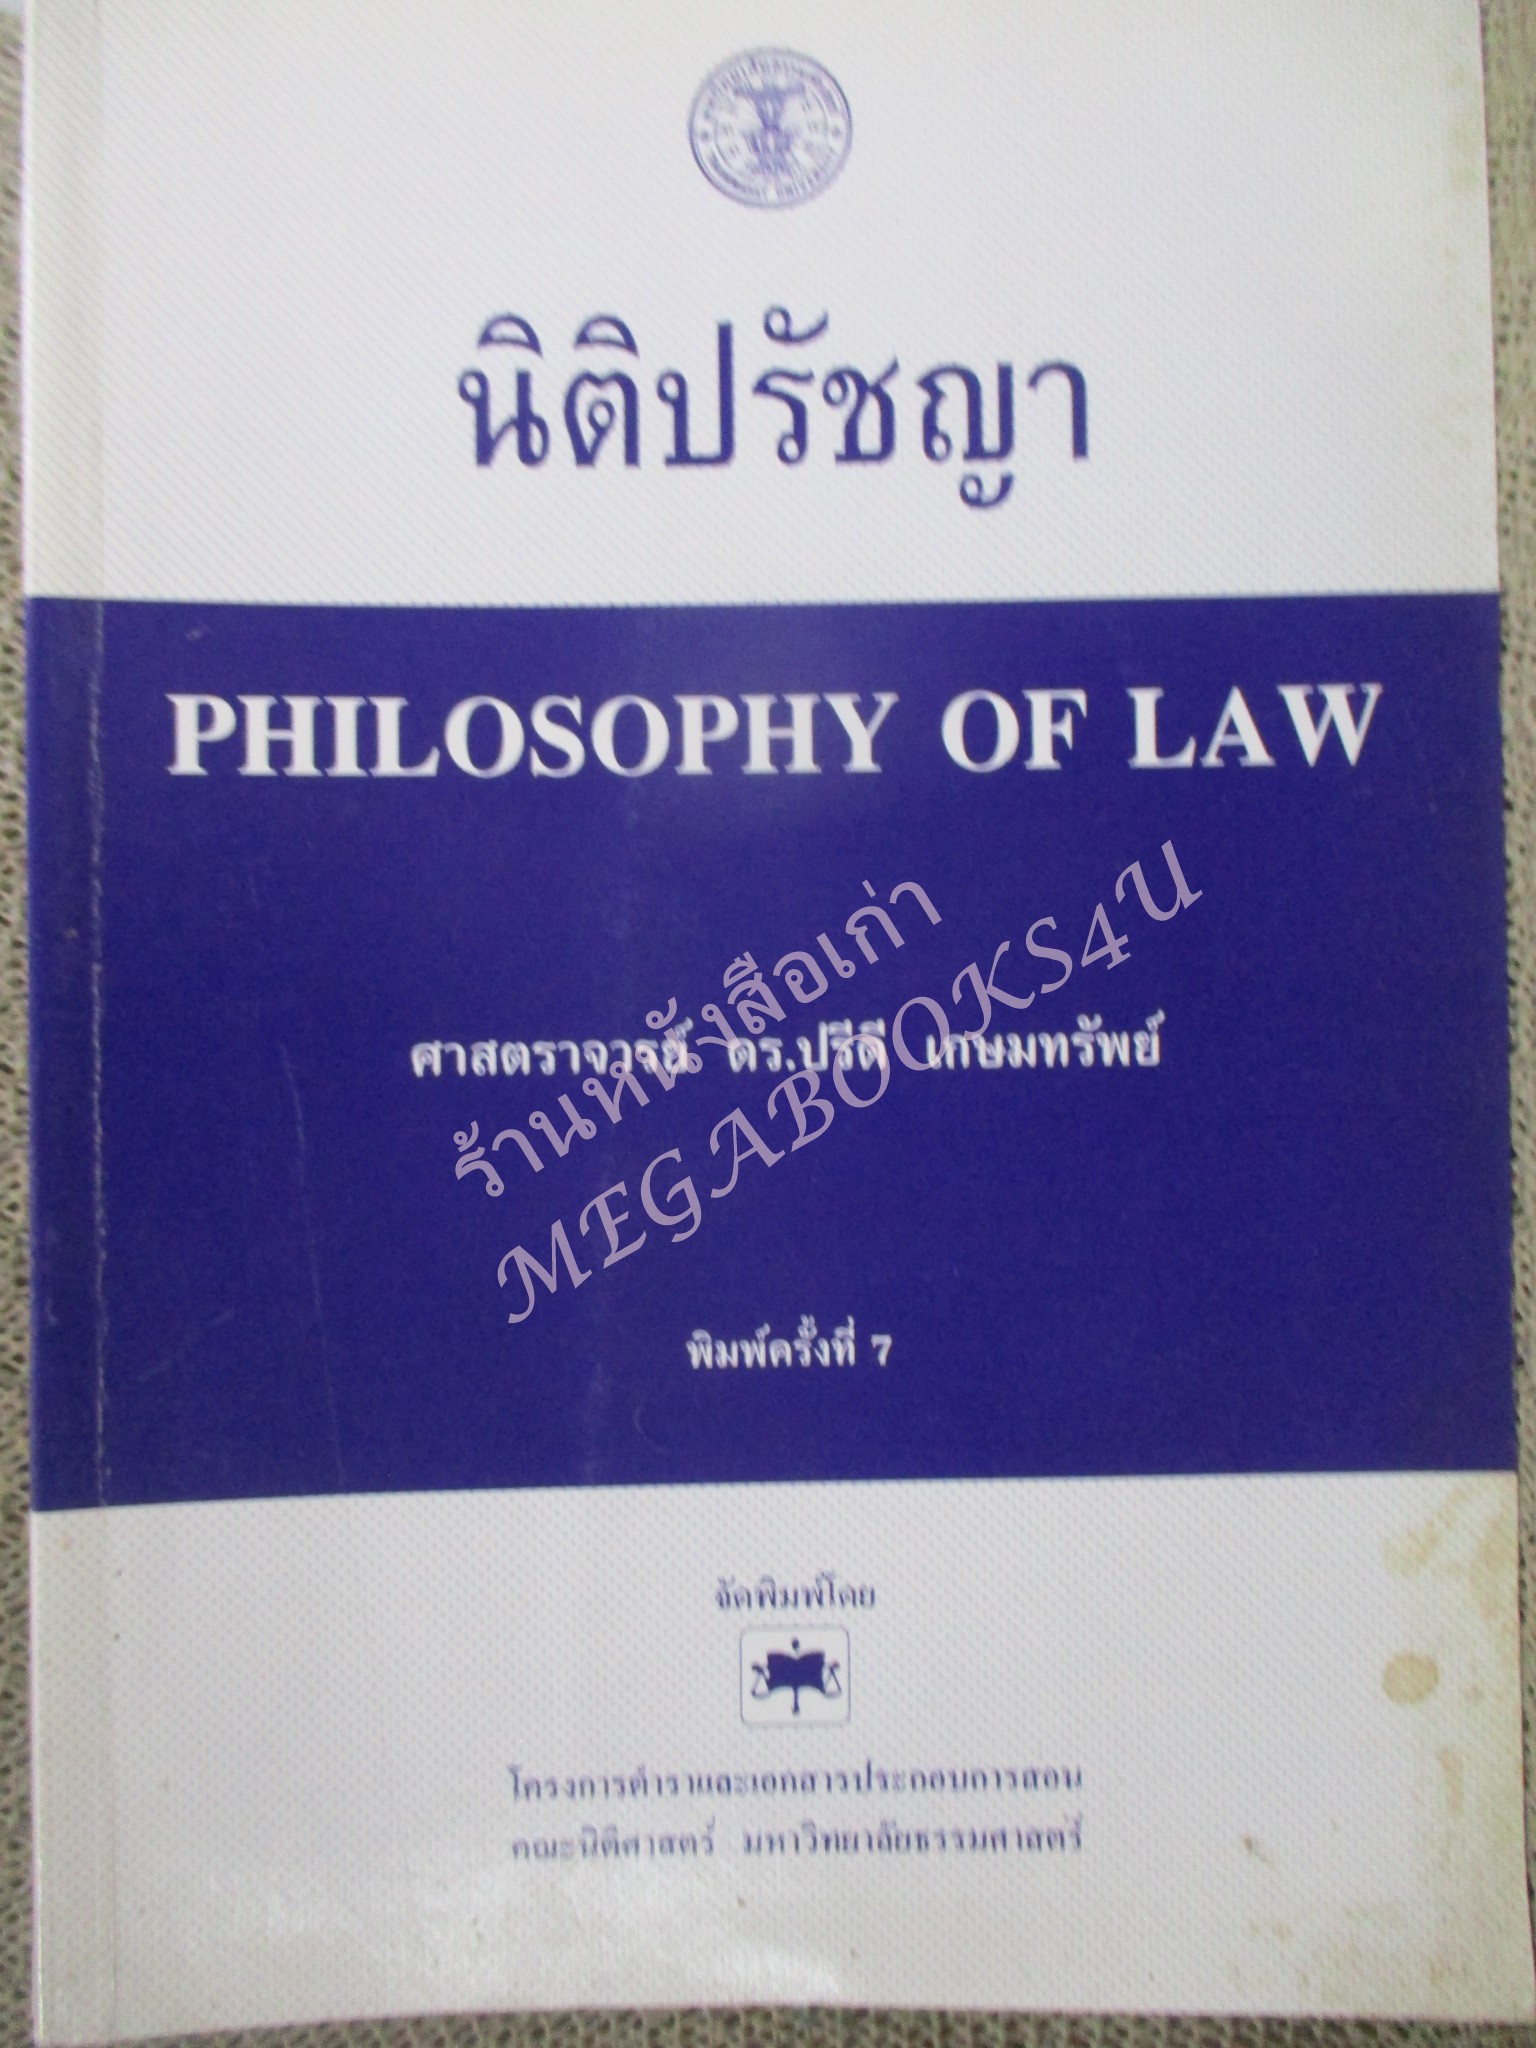 นิติปรัชญา
PHILOSOPHY OF LAW
ศาสตราจารย์ ดร.ปรีดี เกษมทรัพย์
ร้านหนังสือเก่า
MEGABOOKS4U
พิมพ์ครั้งที่ 7
จัดพิมพ์โดย
โครงการตำราและเอกสารประกอบการสอน
คณะนิติศาสตร์ มหาวิทยาลัยธรรมศาสตร์